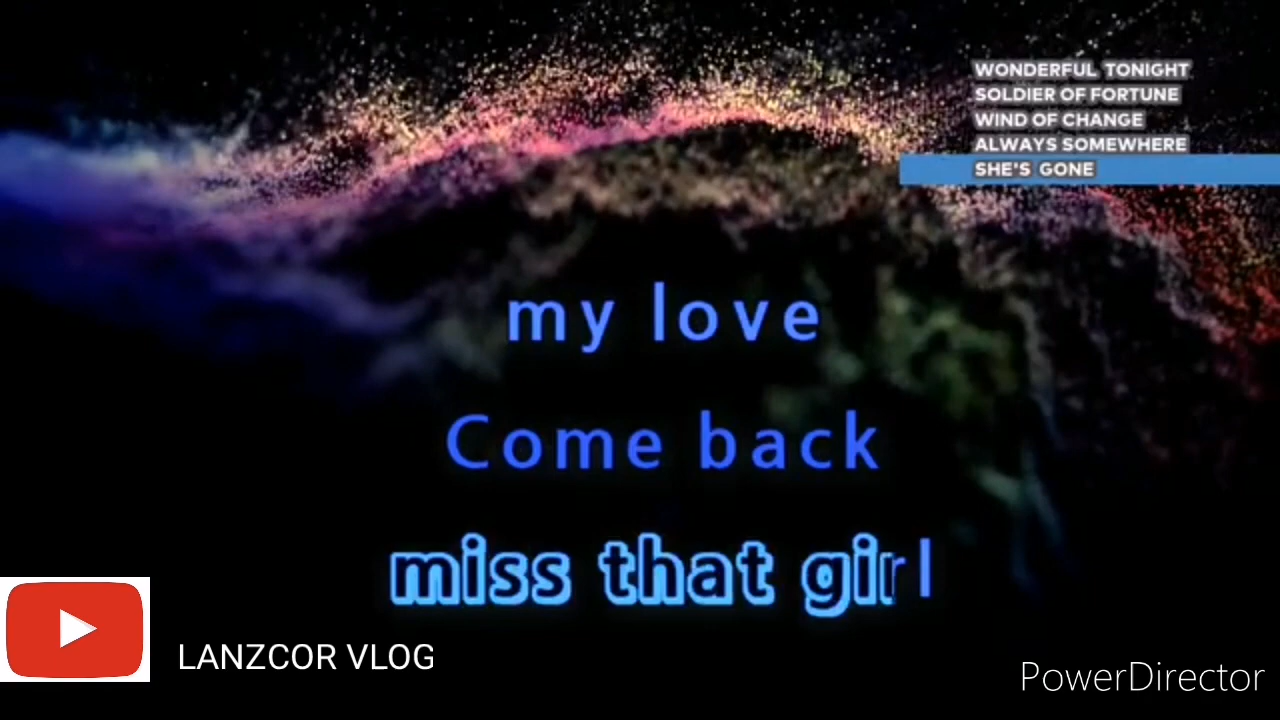 WONDERFUL TONIGHT
SOLDIER OF FORTUNE
WIND OF CHANGE
ALWAYS SOMEWHERE
SHE'S GONE
my love
Come back
miss that girl
LANZCOR VLOG
PowerDirector